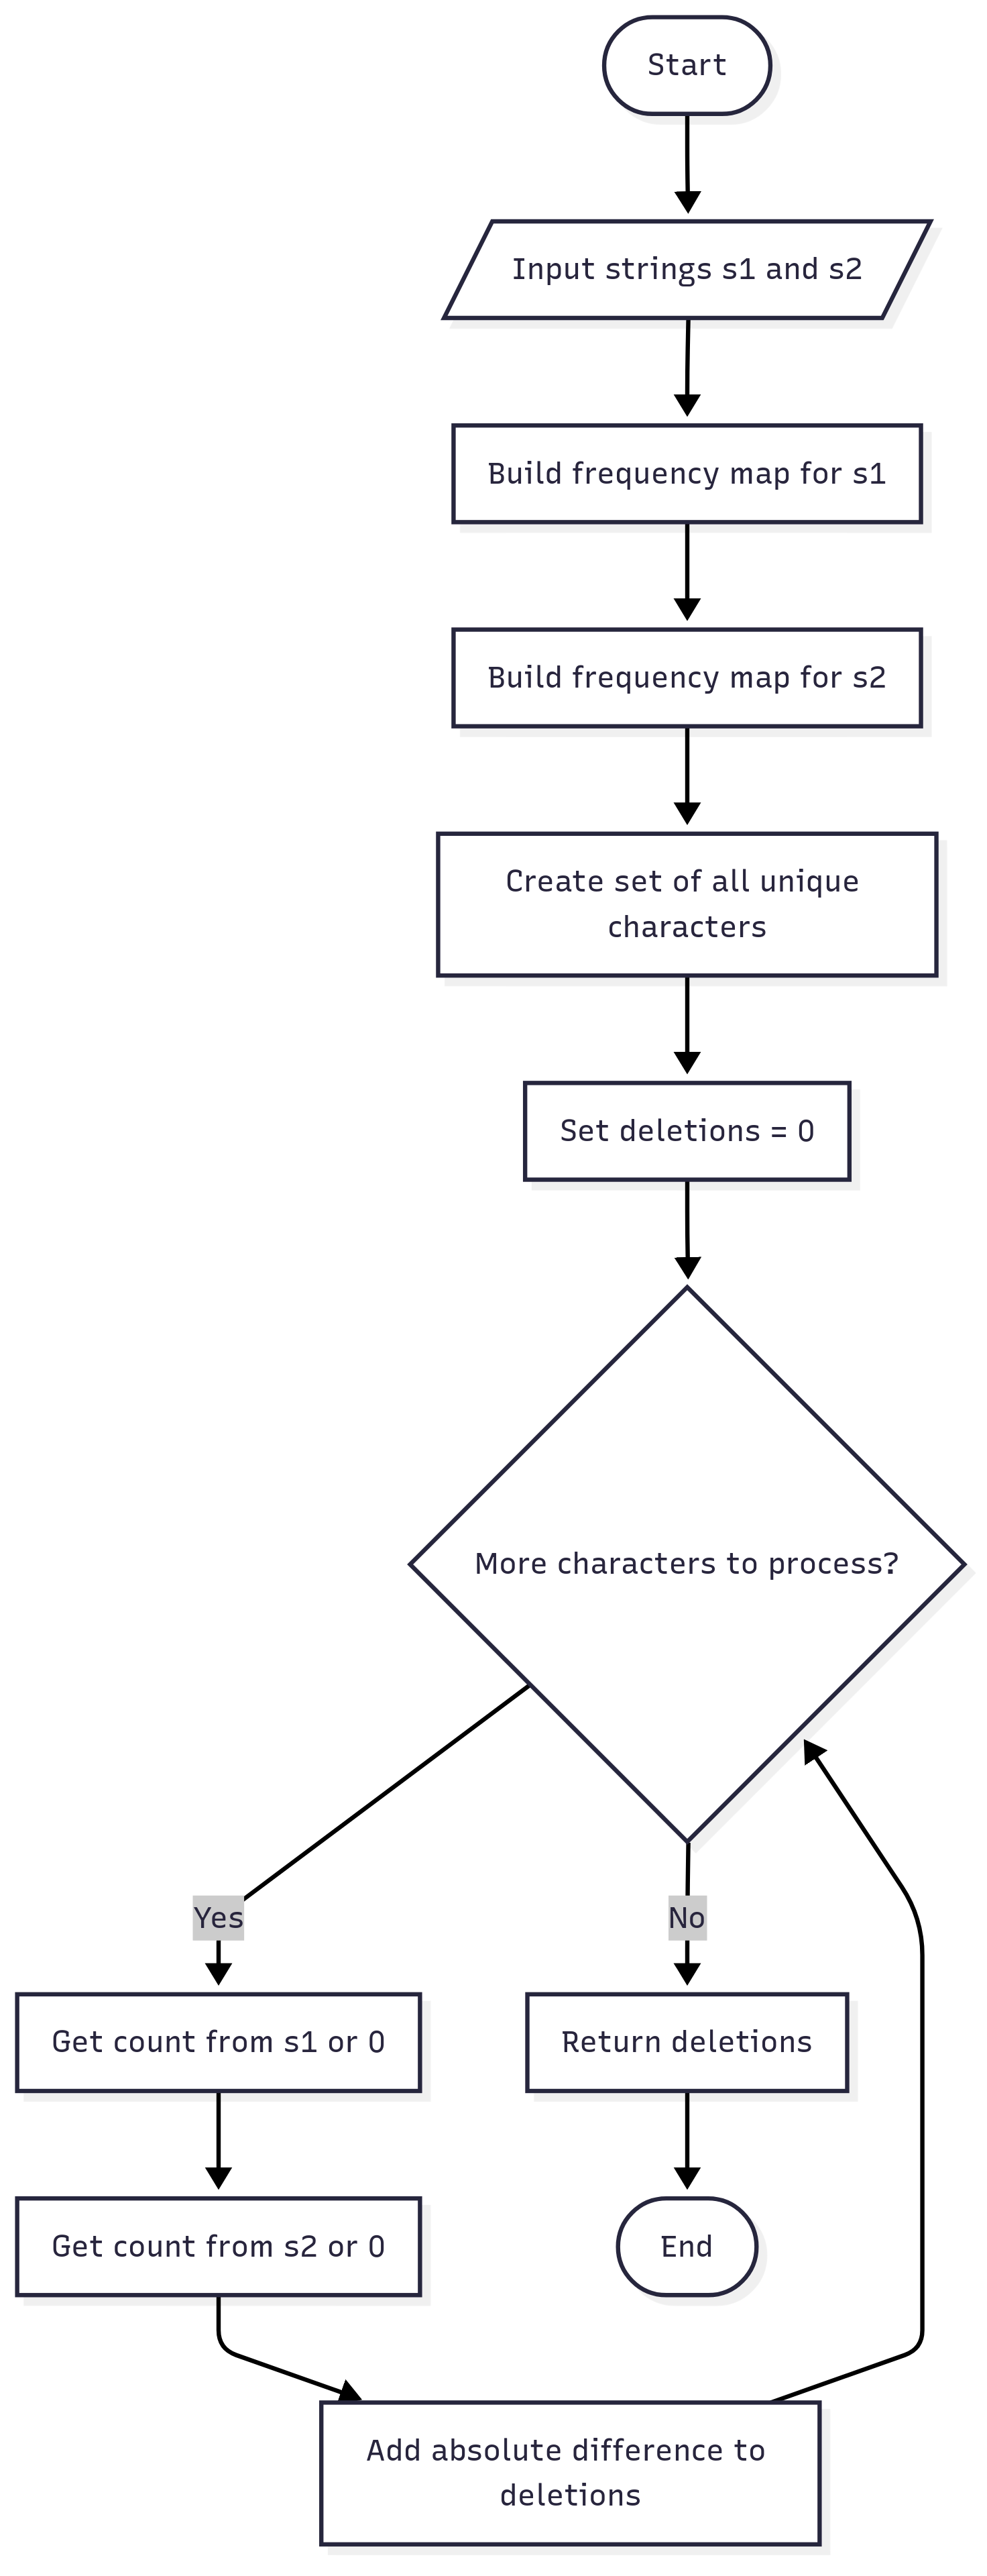 Start
Input strings s1 and s2
Build frequency map for s1
Build frequency map for s2
Create set of all unique
characters
Set deletions = 0
More characters to process?
Yes
No
Get count from s1 or 0
Return deletions
Get count from s2 or 0
End
Add absolute difference to
deletions